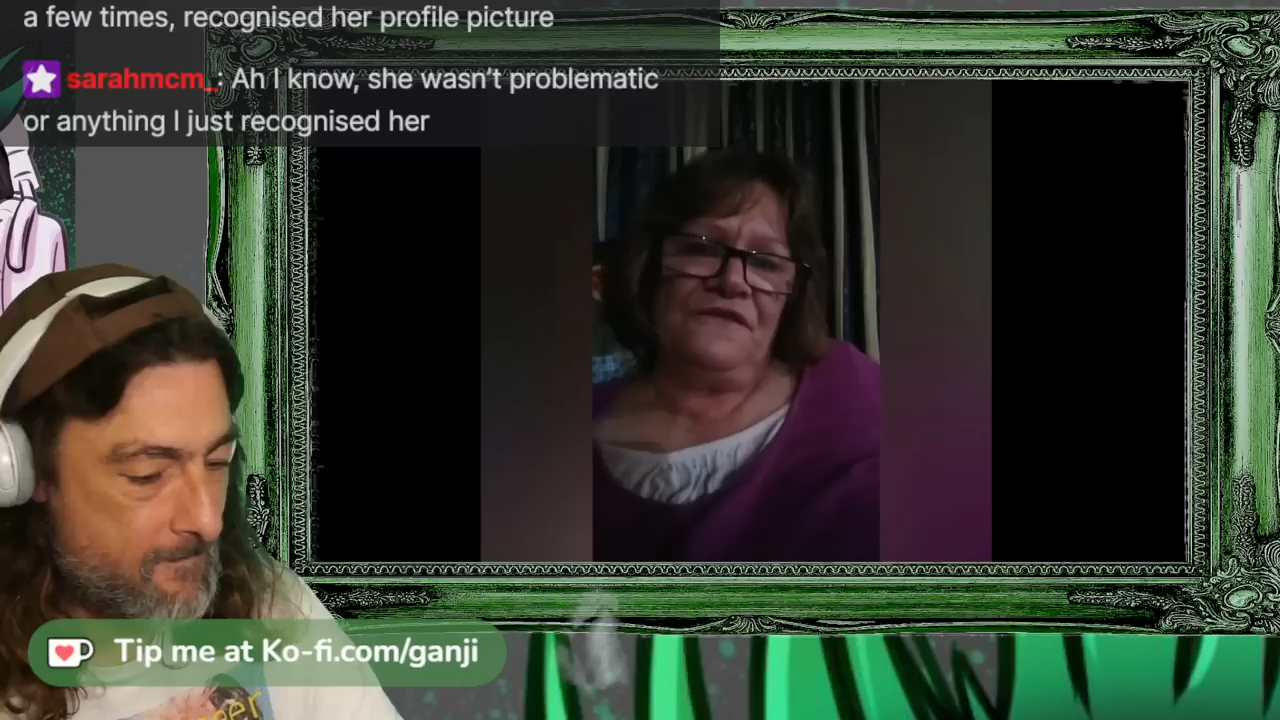 a few times, recognised her profile picture
sarahmcm_: Ah I know, she wasn't problematic
or anything I just recognised her
Tip me at Ko-fi.com/ganji
eer